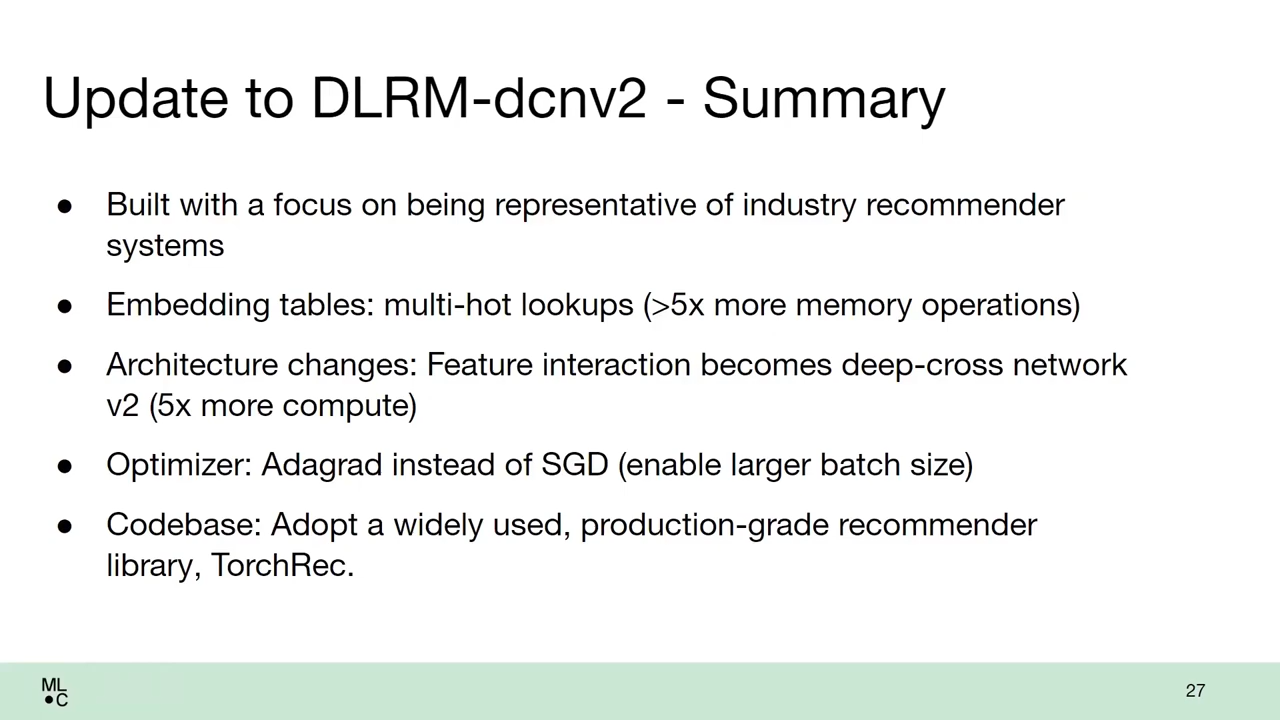 Update to DLRM-dcnv2 - Summary
● Built with a focus on being representative of industry recommender
systems
● Embedding tables: multi-hot lookups (>5x more memory operations)
● Architecture changes: Feature interaction becomes deep-cross network
v2 (5x more compute)
● Optimizer: Adagrad instead of SGD (enable larger batch size)
● Codebase: Adopt a widely used, production-grade recommender
library, TorchRec.
ML
C
27